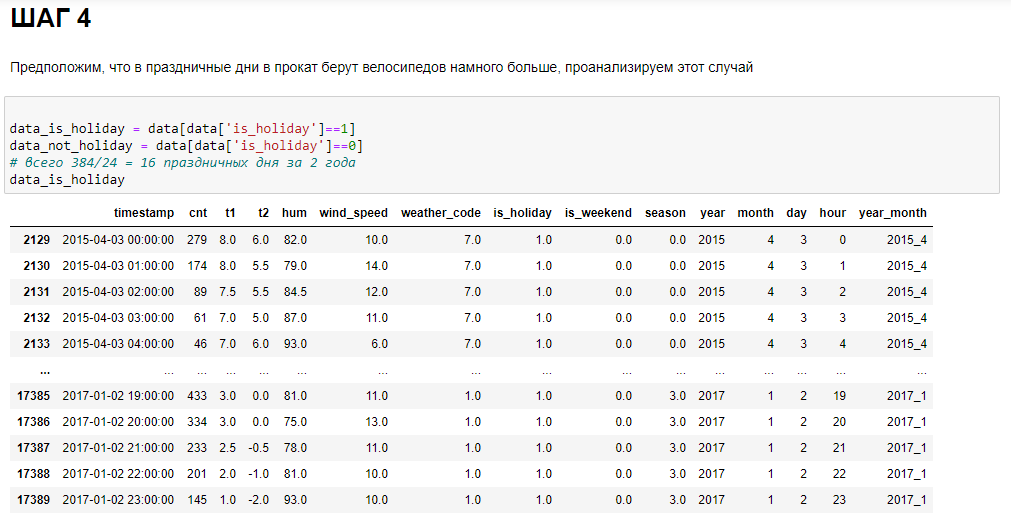 ШАГ 4
Предположим, что в праздничные дни в прокат берут велосипедов намного больше, проанализируем этот случай
data_is_holiday = data[data['is_holiday']==1]
data_not_holiday = data[data['is_holiday']==0]
# всего 384/24 = 16 праздничных дня за 2 года
data_is_holiday
timestamp cnt t1 t2 hum wind_speed weather_code is_holiday is_weekend season year month day hour year_month
2129 2015-04-03 00:00:00 279 8.0 6.0 82.0 10.0 7.0 1.0 0.0 0.0 2015 4 3 0 2015_4
2130 2015-04-03 01:00:00 174 8.0 5.5 79.0 14.0 7.0 1.0 0.0 0.0 2015 4 3 1 2015_4
2131 2015-04-03 02:00:00 89 7.5 5.5 84.5 12.0 7.0 1.0 0.0 0.0 2015 4 3 2 2015_4
2132 2015-04-03 03:00:00 61 7.0 5.0 87.0 11.0 7.0 1.0 0.0 0.0 2015 4 3 3 2015_4
2133 2015-04-03 04:00:00 46 7.0 6.0 93.0 6.0 7.0 1.0 0.0 0.0 2015 4 3 4 2015_4
... ... ... ... ... ... ... ... ... ... ... ... ... ... ... ...
17385 2017-01-02 19:00:00 433 3.0 0.0 81.0 11.0 1.0 1.0 0.0 3.0 2017 1 2 19 2017_1
17386 2017-01-02 20:00:00 334 3.0 0.0 75.0 13.0 1.0 1.0 0.0 3.0 2017 1 2 20 2017_1
17387 2017-01-02 21:00:00 233 2.5 -0.5 78.0 11.0 1.0 1.0 0.0 3.0 2017 1 2 21 2017_1
17388 2017-01-02 22:00:00 201 2.0 -1.0 81.0 10.0 1.0 1.0 0.0 3.0 2017 1 2 22 2017_1
17389 2017-01-02 23:00:00 145 1.0 -2.0 93.0 10.0 1.0 1.0 0.0 3.0 2017 1 2 23 2017_1